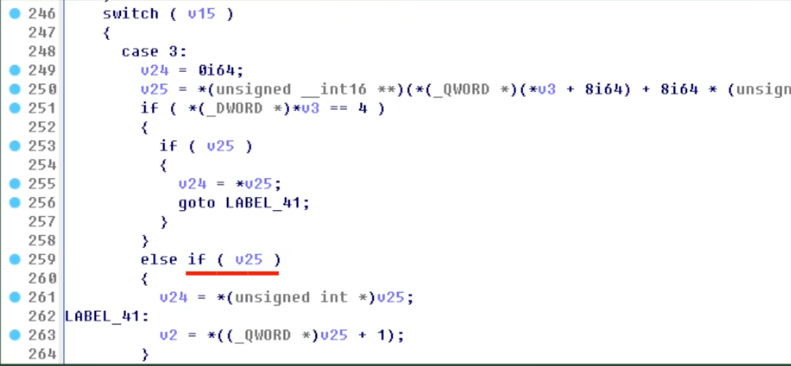 246 switch ( v15 )
247 {
248 case 3:
249 v24 = 0i64;
250 v25 = *(unsigned __int16 **)(*(_QWORD *)(*v3 + 8i64) + 8i64 * (unsign
251 if ( *(_DWORD *)*v3 == 4 )
252 {
253 if ( v25 )
254 {
255 v24 = *v25;
256 goto LABEL_41;
257 }
258 }
259 else if ( v25 )
260 {
261 v24 = *(unsigned int *)v25;
262 LABEL_41:
263 v2 = *((_QWORD *)v25 + 1);
264 }